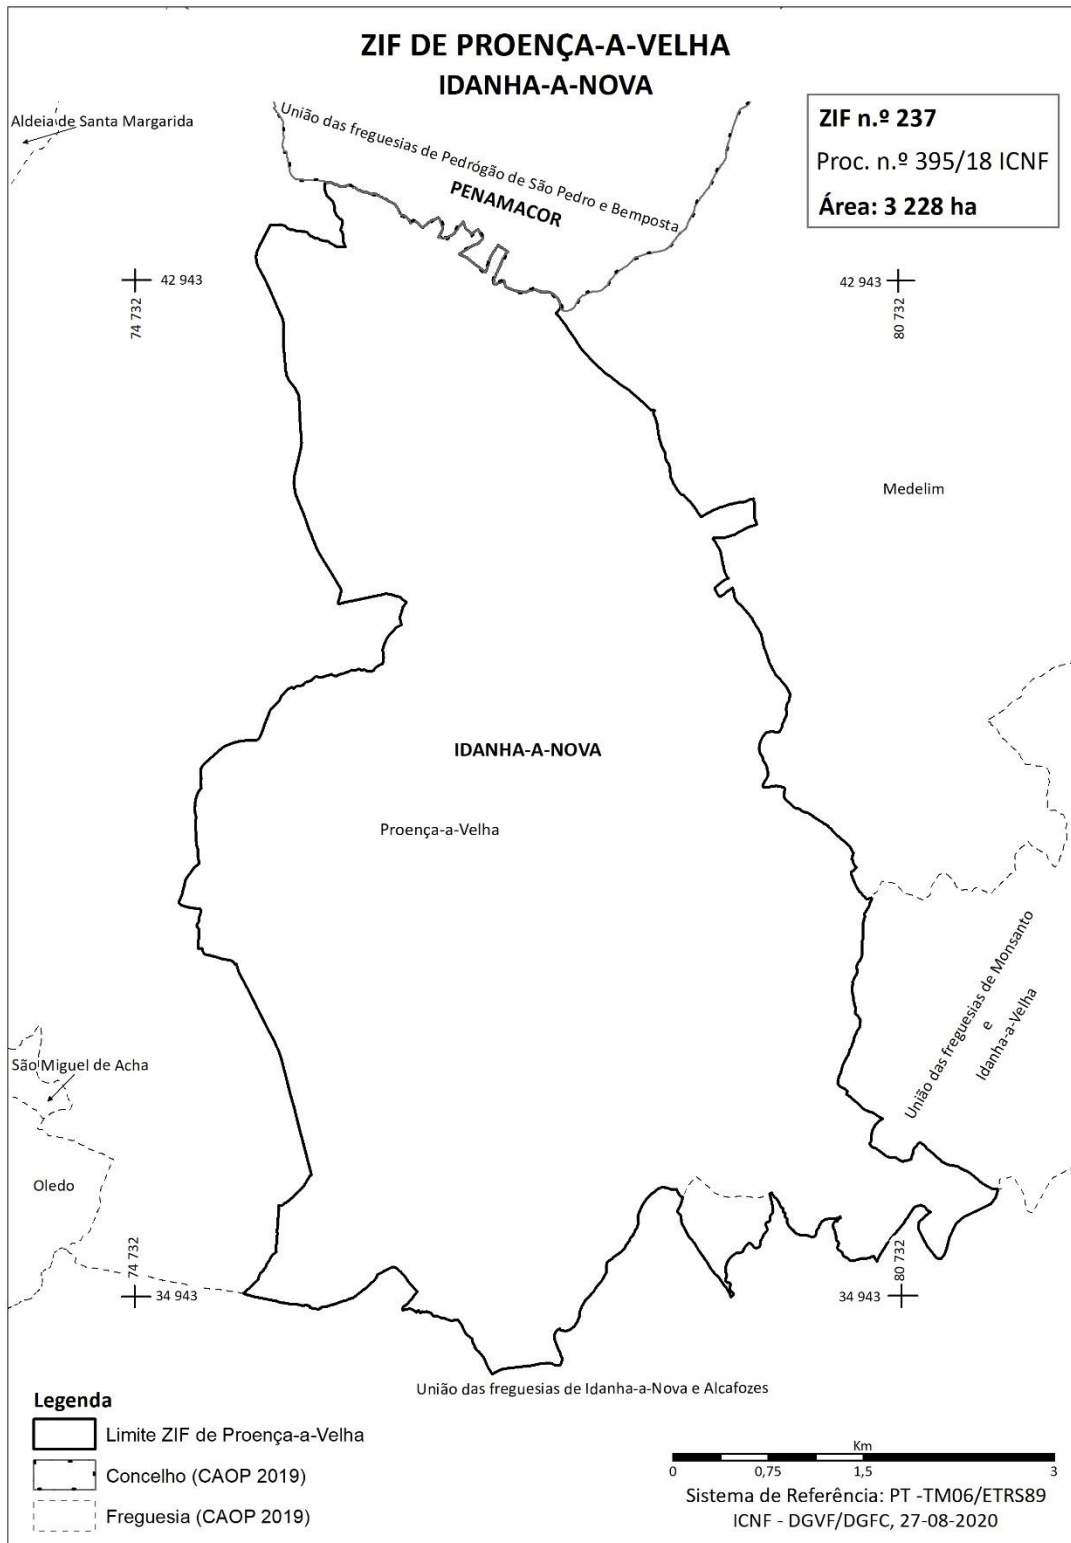 ZIF DE PROENÇA-A-VELHA
IDANHA-A-NOVA
ZIF n.º 237
Proc. n.º 395/18 ICNF
Área: 3 228 ha
Aldeia de Santa Margarida
União das freguesias de Pedrógão de São Pedro e Bemposta
PENAMACOR
42 943
74 732
42 943
80 732
Medelim
IDANHA-A-NOVA
Proença-a-Velha
União das freguesias de Monsanto
e
Idanha-a-Velha
São Miguel de Acha
Oledo
74 732
34 943
80 732
34 943
União das freguesias de Idanha-a-Nova e Alcafozes
Legenda
Limite ZIF de Proença-a-Velha
Concelho (CAOP 2019)
Freguesia (CAOP 2019)
Km
0 0,75 1,5 3
Sistema de Referência: PT -TM06/ETRS89
ICNF - DGVF/DGFC, 27-08-2020